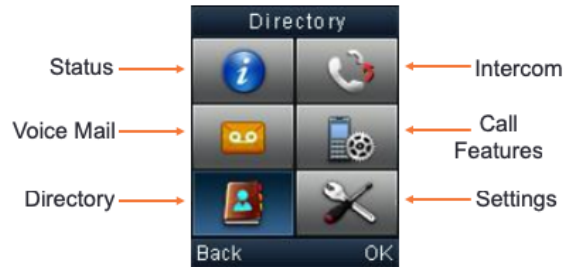 Directory
Status
Intercom
Voice Mail
Call
Features
Directory
Settings
Back
OK